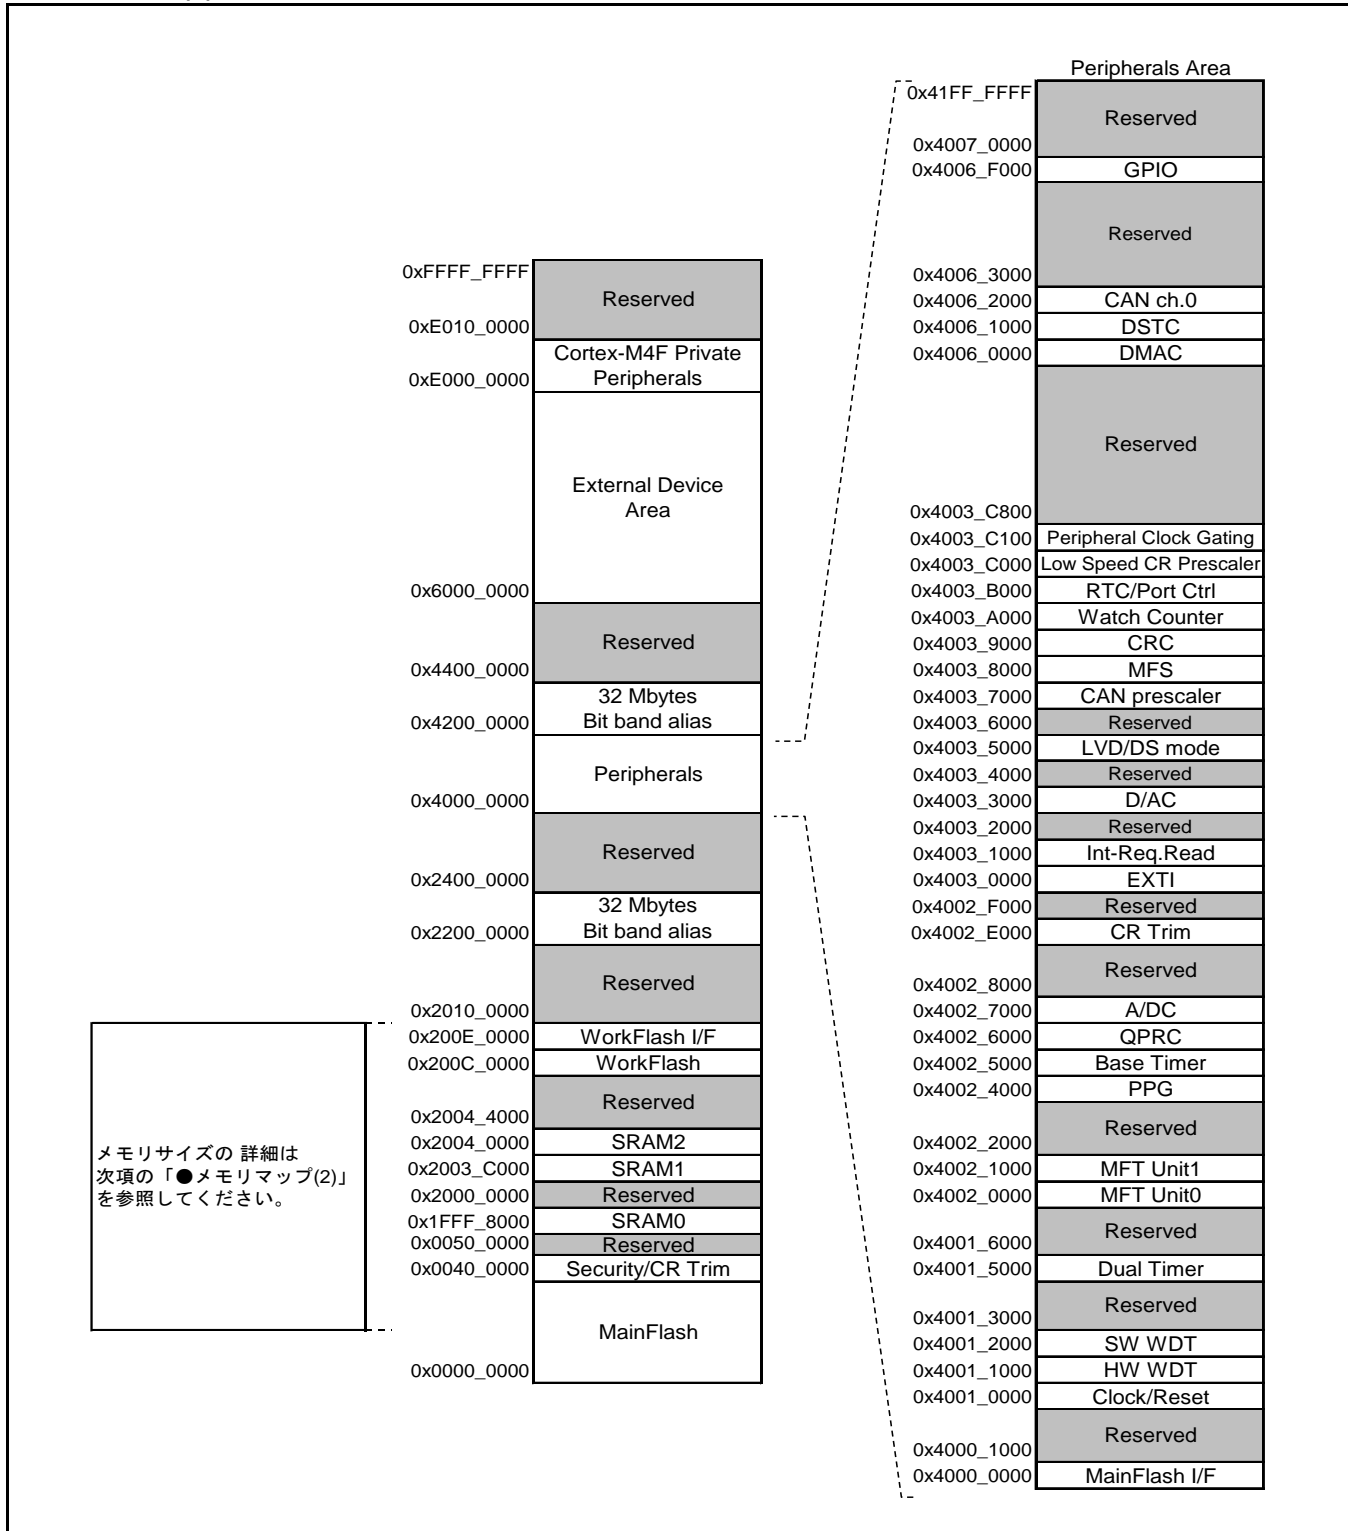 0xFFFF_FFFF
Reserved
0xE010_0000
Cortex-M4F Private
Peripherals
0xE000_0000
External Device
Area
0x6000_0000
Reserved
0x4400_0000
32 Mbytes
Bit band alias
0x4200_0000
Peripherals
0x4000_0000
Reserved
0x2400_0000
32 Mbytes
Bit band alias
0x2200_0000
Reserved
0x2010_0000
0x200E_0000 WorkFlash I/F
0x200C_0000 WorkFlash
Reserved
0x2004_4000
0x2004_0000 SRAM2
0x2003_C000 SRAM1
0x2000_0000 Reserved
0x1FFF_8000 SRAM0
0x0050_0000 Reserved
0x0040_0000 Security/CR Trim
MainFlash
0x0000_0000
メモリサイズの 詳細は
次項の「●メモリマップ(2)」
を参照してください。
Peripherals Area
0x41FF_FFFF
Reserved
0x4007_0000
0x4006_F000 GPIO
Reserved
0x4006_3000
0x4006_2000 CAN ch.0
0x4006_1000 DSTC
0x4006_0000 DMAC
Reserved
0x4003_C800
0x4003_C100 Peripheral Clock Gating
0x4003_C000 Low Speed CR Prescaler
0x4003_B000 RTC/Port Ctrl
0x4003_A000 Watch Counter
0x4003_9000 CRC
0x4003_8000 MFS
0x4003_7000 CAN prescaler
0x4003_6000 Reserved
0x4003_5000 LVD/DS mode
0x4003_4000 Reserved
0x4003_3000 D/AC
0x4003_2000 Reserved
0x4003_1000 Int-Req.Read
0x4003_0000 EXTI
0x4002_F000 Reserved
0x4002_E000 CR Trim
Reserved
0x4002_8000
0x4002_7000 A/DC
0x4002_6000 QPRC
0x4002_5000 Base Timer
0x4002_4000 PPG
Reserved
0x4002_2000
0x4002_1000 MFT Unit1
0x4002_0000 MFT Unit0
Reserved
0x4001_6000
0x4001_5000 Dual Timer
Reserved
0x4001_3000
0x4001_2000 SW WDT
0x4001_1000 HW WDT
0x4001_0000 Clock/Reset
Reserved
0x4000_1000
0x4000_0000 MainFlash I/F